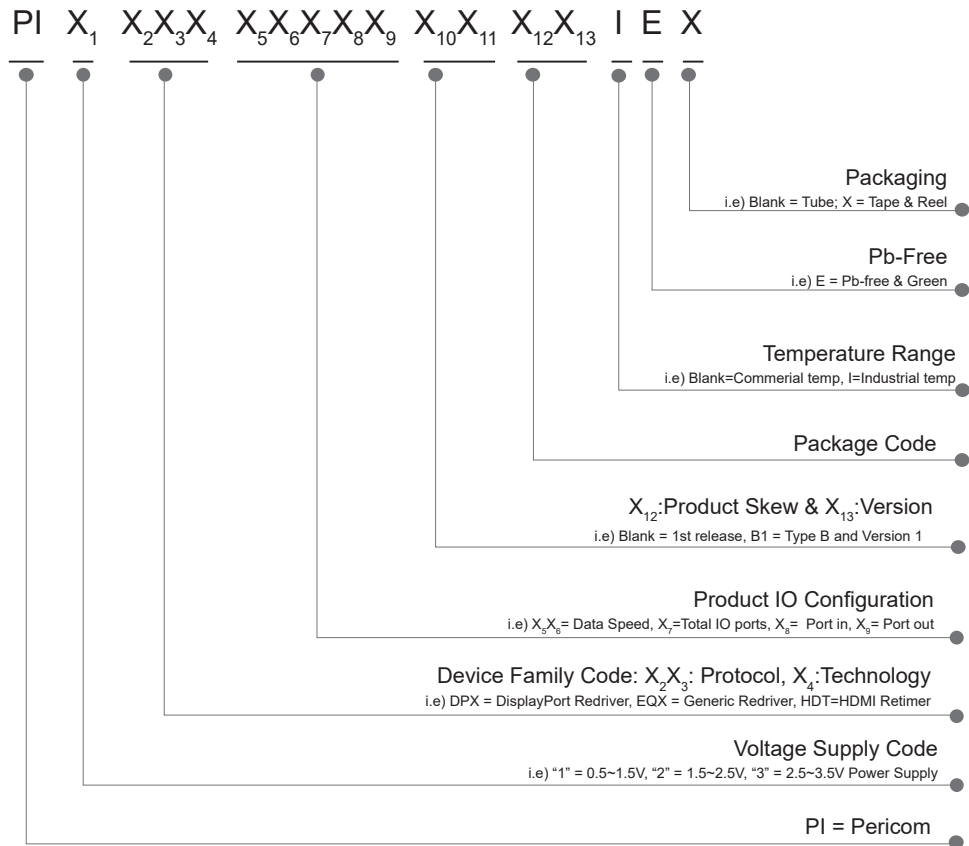 PI X₁ X₂X₃X₄ X₅X₆X₇X₈X₉ X₁₀X₁₁ X₁₂X₁₃ I E X
Packaging
i.e) Blank = Tube; X = Tape & Reel
Pb-Free
i.e) E = Pb-free & Green
Temperature Range
i.e) Blank=Commerial temp, I=Industrial temp
Package Code
X₁₂:Product Skew & X₁₃:Version
i.e) Blank = 1st release, B1 = Type B and Version 1
Product IO Configuration
i.e) X₅X₆= Data Speed, X₇=Total IO ports, X₈= Port in, X₉= Port out
Device Family Code: X₂X₃: Protocol, X₄:Technology
i.e) DPX = DisplayPort Redriver, EQX = Generic Redriver, HDT=HDMI Retimer
Voltage Supply Code
i.e) “1” = 0.5~1.5V, “2” = 1.5~2.5V, “3” = 2.5~3.5V Power Supply
PI = Pericom